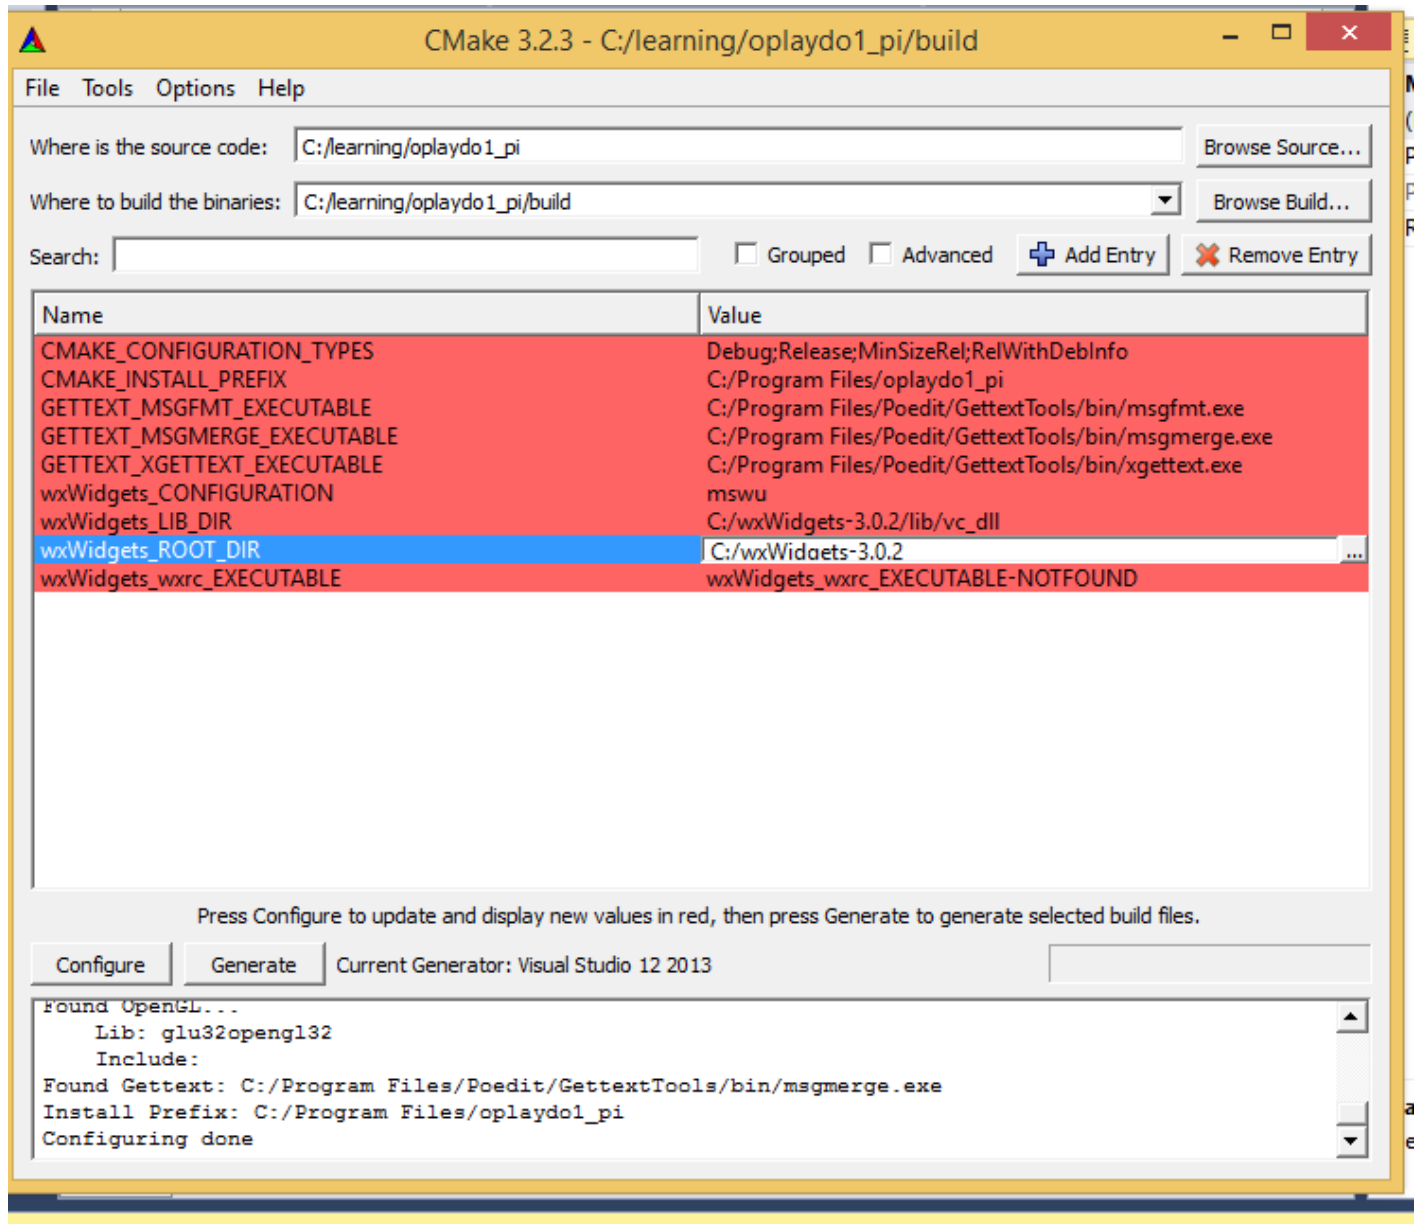 CMake 3.2.3 - C:/learning/oplaydo1_pi/build
File Tools Options Help
Where is the source code: C:/learning/oplaydo1_pi Browse Source...
Where to build the binaries: C:/learning/oplaydo1_pi/build Browse Build...
Search: Grouped Advanced Add Entry Remove Entry
Name Value
CMAKE_CONFIGURATION_TYPES Debug;Release;MinSizeRel;RelWithDebInfo
CMAKE_INSTALL_PREFIX C:/Program Files/oplaydo1_pi
GETTEXT_MSGFMT_EXECUTABLE C:/Program Files/Poedit/GettextTools/bin/msgfmt.exe
GETTEXT_MSGMERGE_EXECUTABLE C:/Program Files/Poedit/GettextTools/bin/msgmerge.exe
GETTEXT_XGETTEXT_EXECUTABLE C:/Program Files/Poedit/GettextTools/bin/xgettext.exe
wxWidgets_CONFIGURATION mswu
wxWidgets_LIB_DIR C:/wxWidgets-3.0.2/lib/vc_dll
wxWidgets_ROOT_DIR C:/wxWidgets-3.0.2 ...
wxWidgets_wxrc_EXECUTABLE wxWidgets_wxrc_EXECUTABLE-NOTFOUND
Press Configure to update and display new values in red, then press Generate to generate selected build files.
Configure Generate Current Generator: Visual Studio 12 2013
Found OpenGL...
Lib: glu32opengl32
Include:
Found Gettext: C:/Program Files/Poedit/GettextTools/bin/msgmerge.exe
Install Prefix: C:/Program Files/oplaydo1_pi
Configuring done